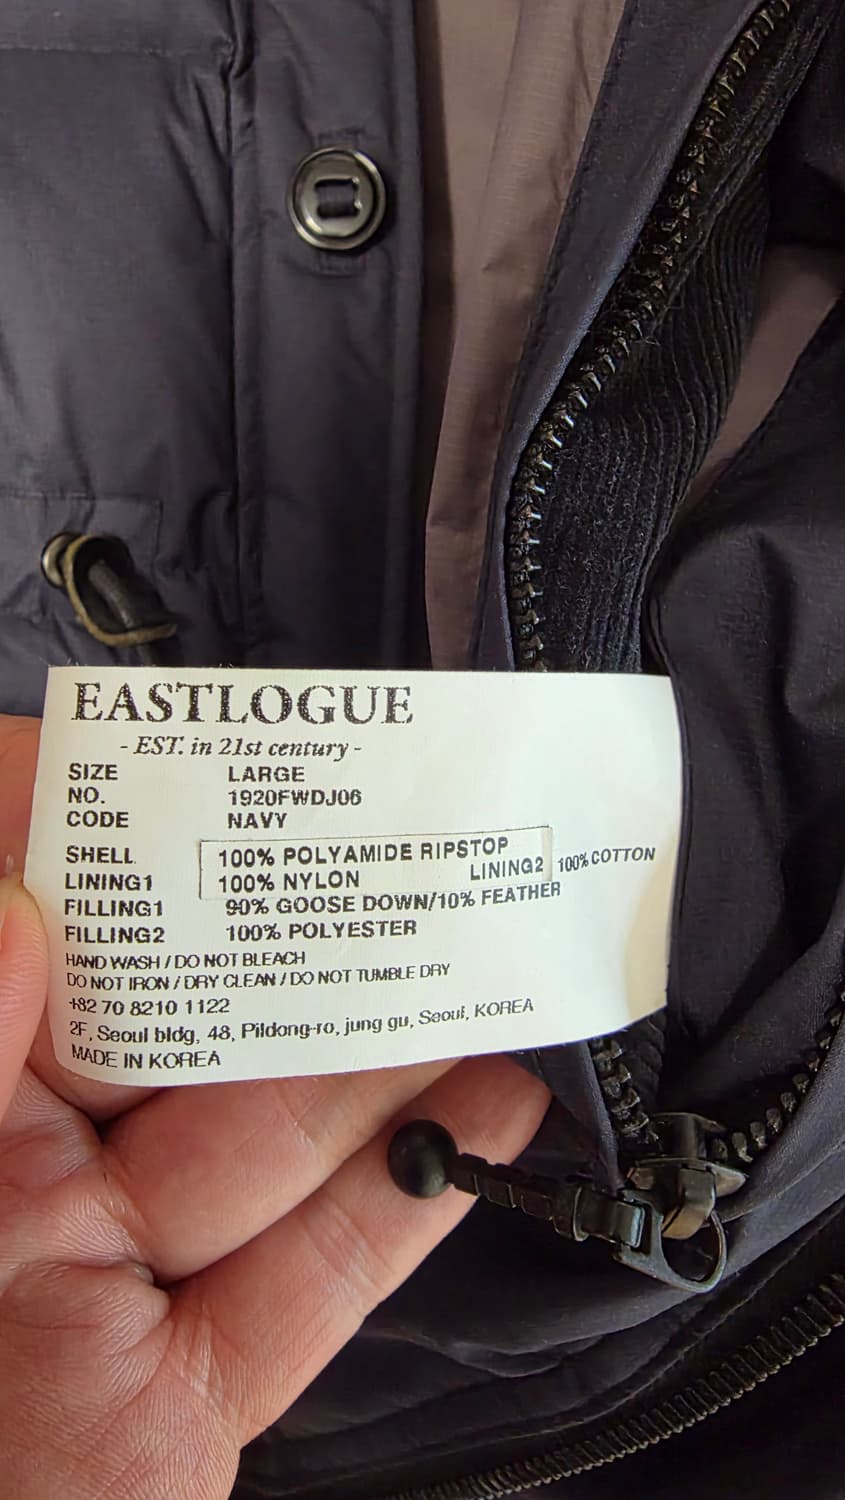 EASTLOGUE
- EST. in 21st century -
SIZE LARGE
NO. 1920FWDJ06
CODE NAVY
SHELL 100% POLYAMIDE RIPSTOP
LINING1 100% NYLON LINING2 100% COTTON
FILLING1 90% GOOSE DOWN/10% FEATHER
FILLING2 100% POLYESTER
HAND WASH / DO NOT BLEACH
DO NOT IRON / DRY CLEAN / DO NOT TUMBLE DRY
+82 70 8210 1122
2F, Seoul bldg, 48, Pildong-ro, jung gu, Seoul, KOREA
MADE IN KOREA